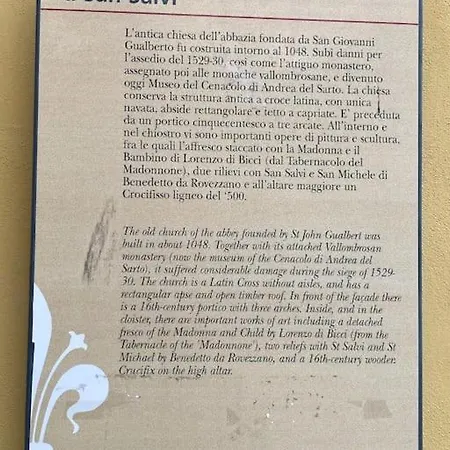 San Salvi
L'antica chiesa dell'abbazia fondata da San Giovanni
Gualberto fu costruita intorno al 1048. Subì danni per
l'assedio del 1529-30, così come l'attiguo monastero,
assegnato poi alle monache vallombrosane, e divenuto
oggi Museo del Cenacolo di Andrea del Sarto. La chiesa
conserva la struttura antica a croce latina, con unica
navata, abside rettangolare e tetto a capriate. E' preceduta
da un portico cinquecentesco a tre arcate. All'interno e
nel chiostro vi sono importanti opere di pittura e scultura,
fra le quali l'affresco staccato con la Madonna e il
Bambino di Lorenzo di Bicci (dal Tabernacolo del
Madonnone), due rilievi con San Salvi e San Michele di
Benedetto da Rovezzano e all'altare maggiore un
Crocifisso ligneo del '500.
The old church of the abbey founded by St John Gualbert was
built in about 1048. Together with its attached Vallombrosan
monastery (now the museum of the Cenacolo di Andrea del
Sarto), it suffered considerable damage during the siege of 1529-
30. The church is a Latin Cross without aisles, and has a
rectangular apse and open timber roof. In front of the façade there
is a 16th-century portico with three arches. Inside, and in the
cloister, there are important works of art including a detached
fresco of the Madonna and Child by Lorenzo di Bicci (from the
Tabernacle of the 'Madonnone'), two reliefs with St Salvi and St
Michael by Benedetto da Rovezzano, and a 16th-century wooden
Crucifix on the high altar.